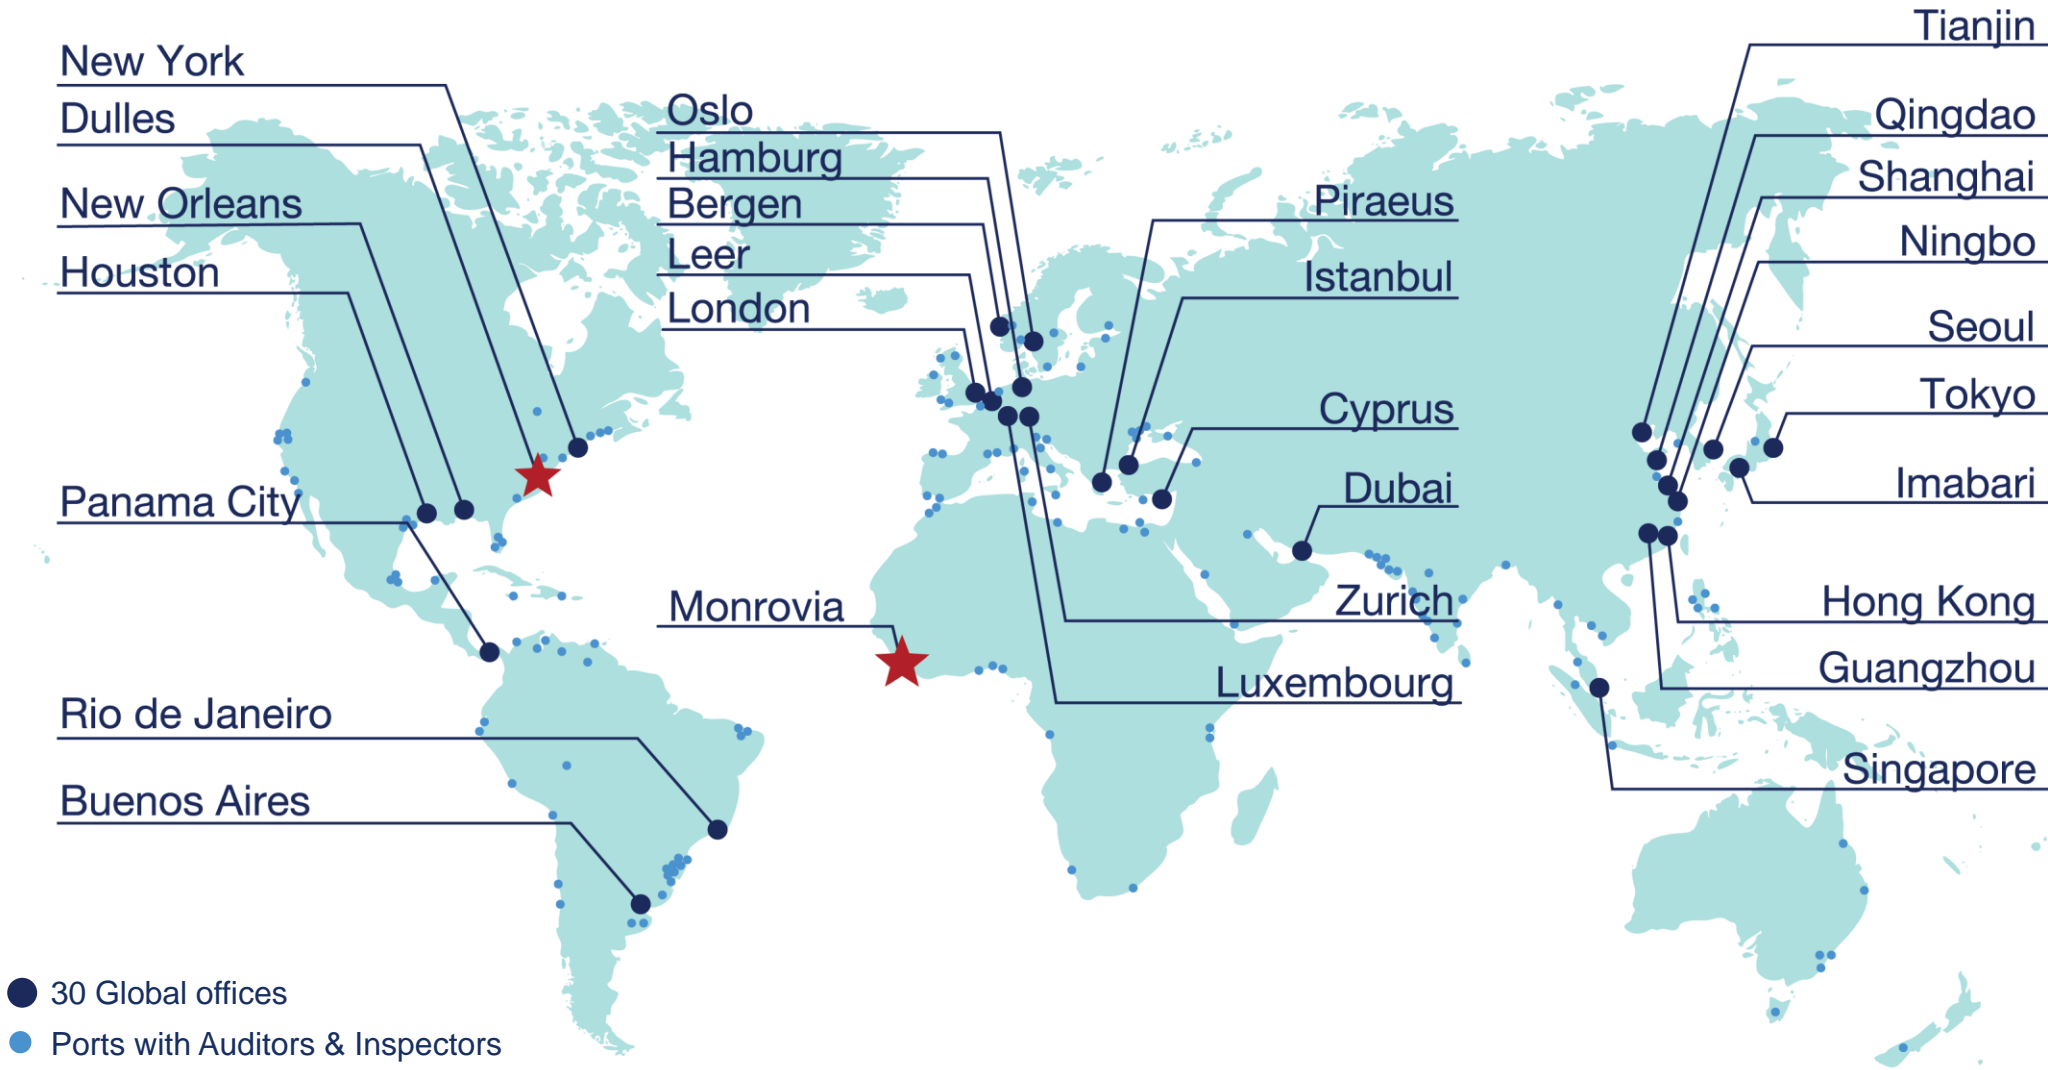 New York
Dulles
New Orleans
Houston
Panama City
Rio de Janeiro
Buenos Aires
Oslo
Hamburg
Bergen
Leer
London
Monrovia
Piraeus
Istanbul
Cyprus
Dubai
Zurich
Luxembourg
Tianjin
Qingdao
Shanghai
Ningbo
Seoul
Tokyo
Imabari
Hong Kong
Guangzhou
Singapore
30 Global offices
Ports with Auditors & Inspectors